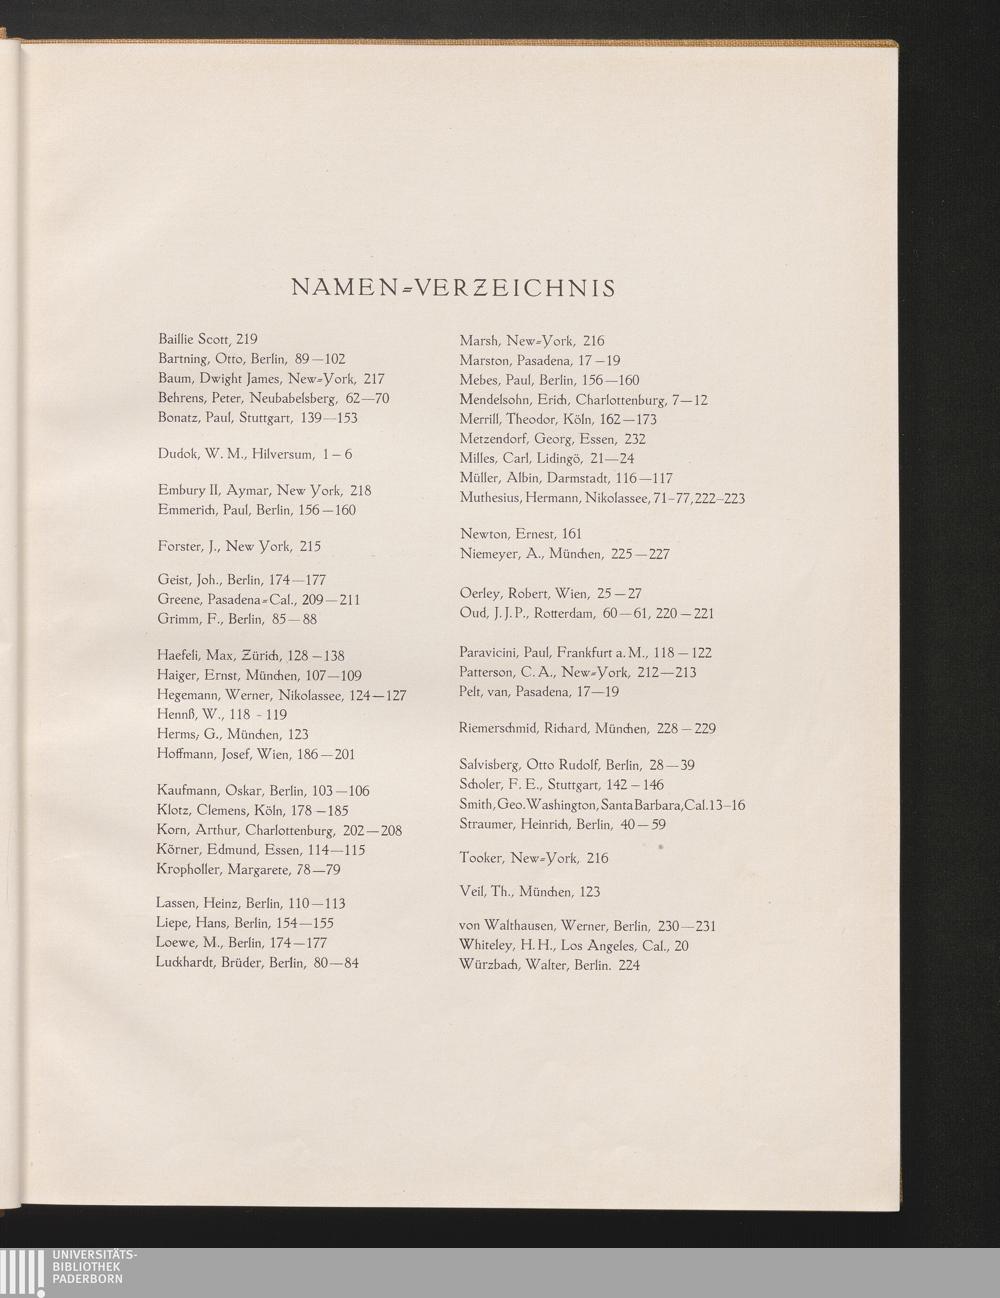 NAMEN=VERZEICHNIS
Baillie Scott, 219
Bartning, Otto, Berlin, 89—102
Baum, Dwight James, New=York, 217
Behrens, Peter, Neubabelsberg, 62—70
Bonatz, Paul, Stuttgart, 139—153
Dudok, W. M., Hilversum, 1–6
Embury II, Aymar, New York, 218
Emmerich, Paul, Berlin, 156—160
Forster, J., New York, 215
Geist, Joh., Berlin, 174—177
Greene, Pasadena=Cal., 209—211
Grimm, F., Berlin, 85—88
Haefeli, Max, Zürich, 128–138
Haiger, Ernst, München, 107—109
Hegemann, Werner, Nikolassee, 124—127
Hennß, W., 118 - 119
Herms, G., München, 123
Hoffmann, Josef, Wien, 186—201
Kaufmann, Oskar, Berlin, 103—106
Klotz, Clemens, Köln, 178–185
Korn, Arthur, Charlottenburg, 202—208
Körner, Edmund, Essen, 114—115
Kropholler, Margarete, 78—79
Lassen, Heinz, Berlin, 110—113
Liepe, Hans, Berlin, 154—155
Loewe, M., Berlin, 174—177
Luckhardt, Brüder, Berlin, 80—84
Marsh, New=York, 216
Marston, Pasadena, 17–19
Mebes, Paul, Berlin, 156—160
Mendelsohn, Erich, Charlottenburg, 7—12
Merrill, Theodor, Köln, 162—173
Metzendorf, Georg, Essen, 232
Milles, Carl, Lidingö, 21—24
Müller, Albin, Darmstadt, 116—117
Muthesius, Hermann, Nikolassee, 71–77, 222–223
Newton, Ernest, 161
Niemeyer, A., München, 225—227
Oerley, Robert, Wien, 25—27
Oud, J. J. P., Rotterdam, 60—61, 220—221
Paravicini, Paul, Frankfurt a. M., 118—122
Patterson, C. A., New=York, 212—213
Pelt, van, Pasadena, 17—19
Riemerschmid, Richard, München, 228—229
Salvisberg, Otto Rudolf, Berlin, 28—39
Scholer, F. E., Stuttgart, 142–146
Smith, Geo. Washington, Santa Barbara, Cal. 13–16
Straumer, Heinrich, Berlin, 40—59
Tooker, New=York, 216
Veil, Th., München, 123
von Walthausen, Werner, Berlin, 230—231
Whiteley, H. H., Los Angeles, Cal., 20
Würzbach, Walter, Berlin. 224
UNIVERSITÄTS-
BIBLIOTHEK
PADERBORN